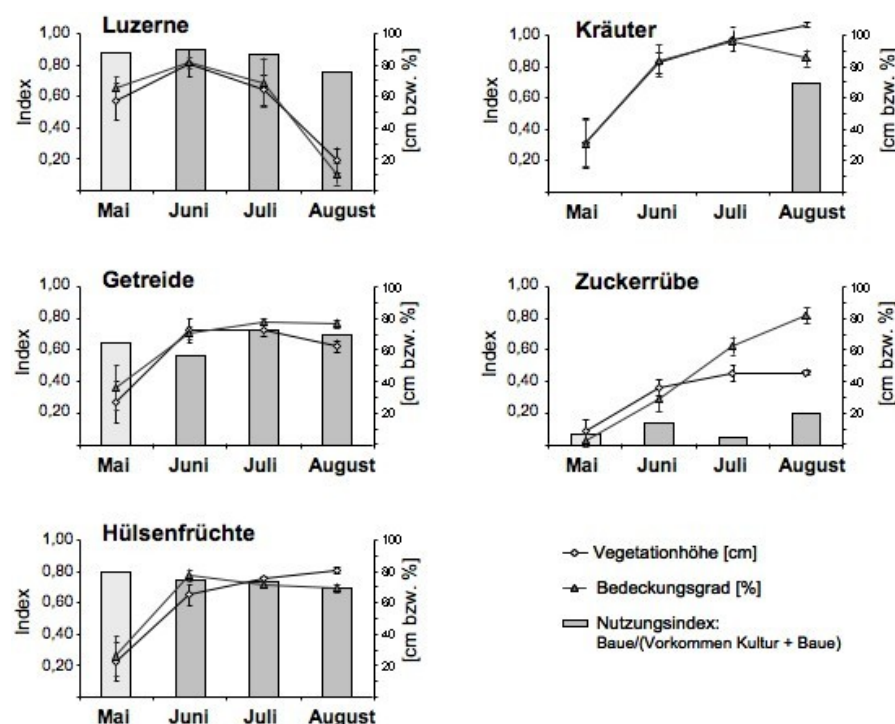 Luzerne
1,00
0,80
0,60
0,40
0,20
Index
100
80
60
40
20
[cm bzw. %]
Mai Juni Juli August
Kräuter
1,00
0,80
0,60
0,40
0,20
Index
100
80
60
40
20
[cm bzw. %]
Mai Juni Juli August
Getreide
1,00
0,80
0,60
0,40
0,20
Index
100
80
60
40
20
[cm bzw. %]
Mai Juni Juli August
Zuckerrübe
1,00
0,80
0,60
0,40
0,20
Index
100
80
60
40
20
[cm bzw. %]
Mai Juni Juli August
Hülsenfrüchte
1,00
0,80
0,60
0,40
0,20
Index
100
80
60
40
20
[cm bzw. %]
Mai Juni Juli August
Vegetationhöhe [cm]
Bedeckungsgrad [%]
Nutzungsindex:
Baue/(Vorkommen Kultur + Baue)